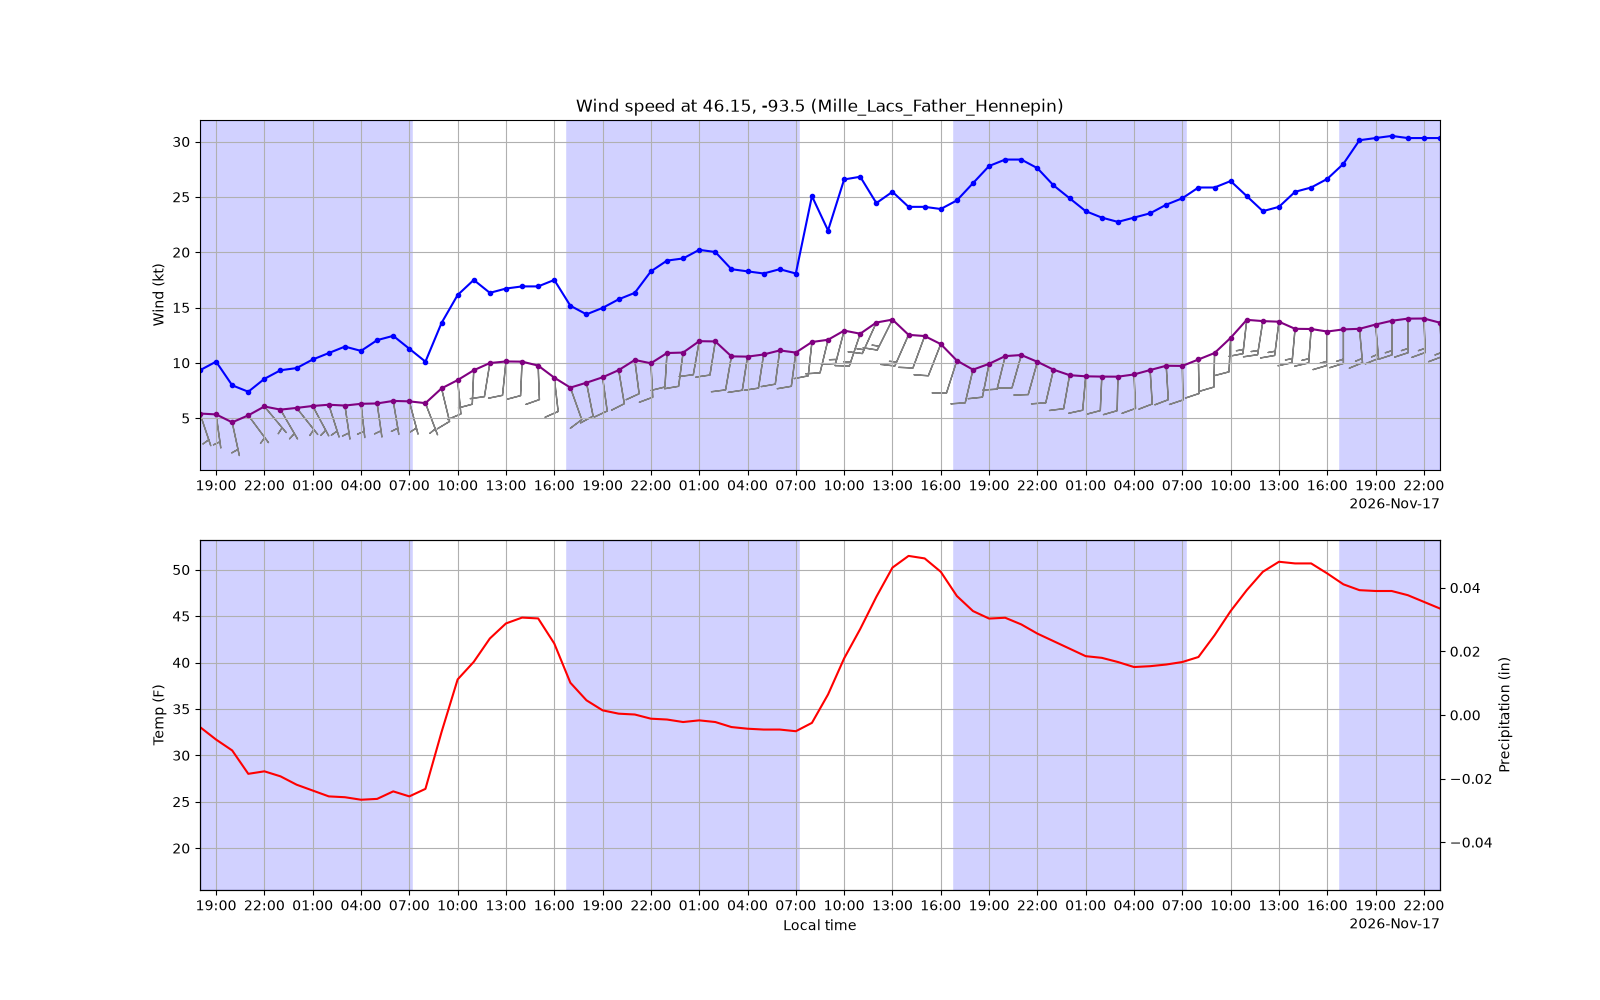 Wind speed at 46.15, -93.5 (Mille_Lacs_Father_Hennepin)
30
25
20
15
10
5
Wind (kt)
19:00 22:00 01:00 04:00 07:00 10:00 13:00 16:00 19:00 22:00 01:00 04:00 07:00 10:00 13:00 16:00 19:00 22:00 01:00 04:00 07:00 10:00 13:00 16:00 19:00 22:00
2026-Nov-17
50
45
40
35
30
25
20
Temp (F)
0.04
0.02
0.00
−0.02
−0.04
Precipitation (in)
19:00 22:00 01:00 04:00 07:00 10:00 13:00 16:00 19:00 22:00 01:00 04:00 07:00 10:00 13:00 16:00 19:00 22:00 01:00 04:00 07:00 10:00 13:00 16:00 19:00 22:00
Local time
2026-Nov-17